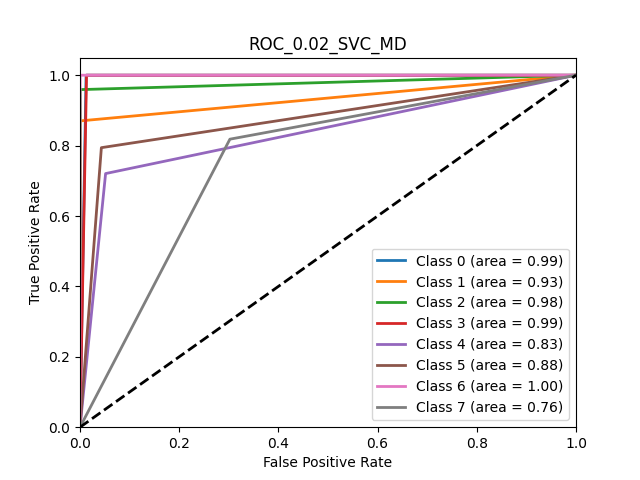 ROC_0.02_SVC_MD
True Positive Rate
1.0
0.8
0.6
0.4
0.2
0.0
Class 0 (area = 0.99)
Class 1 (area = 0.93)
Class 2 (area = 0.98)
Class 3 (area = 0.99)
Class 4 (area = 0.83)
Class 5 (area = 0.88)
Class 6 (area = 1.00)
Class 7 (area = 0.76)
0.0 0.2 0.4 0.6 0.8 1.0
False Positive Rate